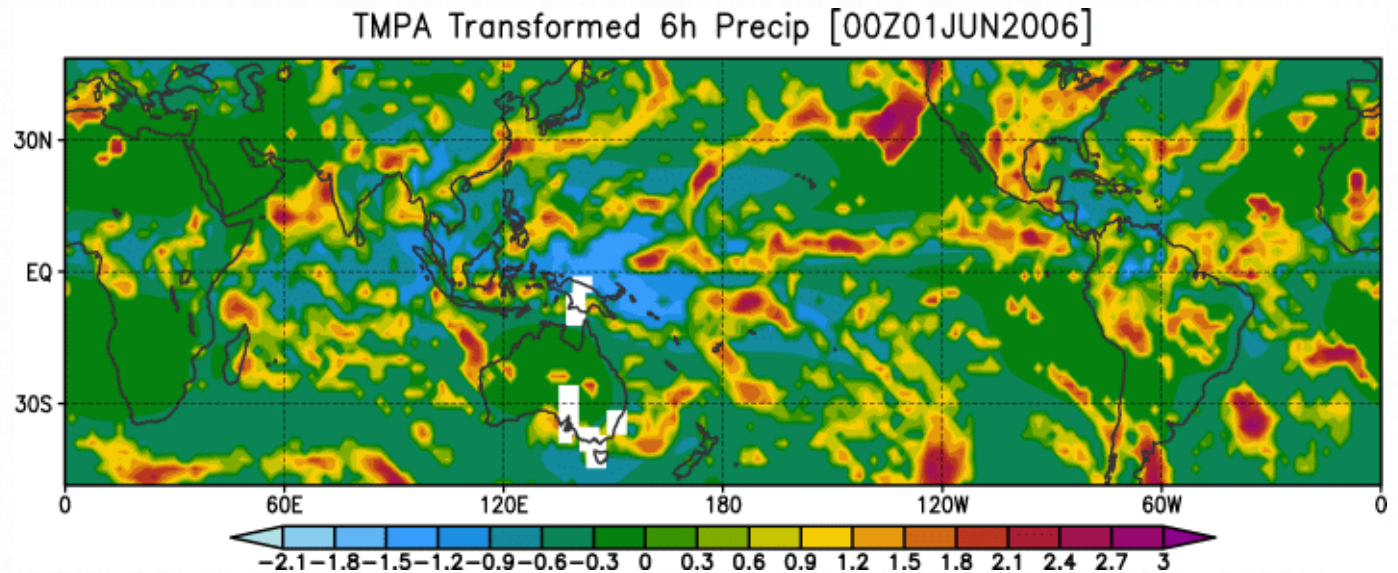 TMPA Transformed 6h Precip [00Z01JUN2006]
30N
EQ
30S
0 60E 120E 180 120W 60W 0
-2.1 -1.8 -1.5 -1.2 -0.9 -0.6 -0.3 0 0.3 0.6 0.9 1.2 1.5 1.8 2.1 2.4 2.7 3